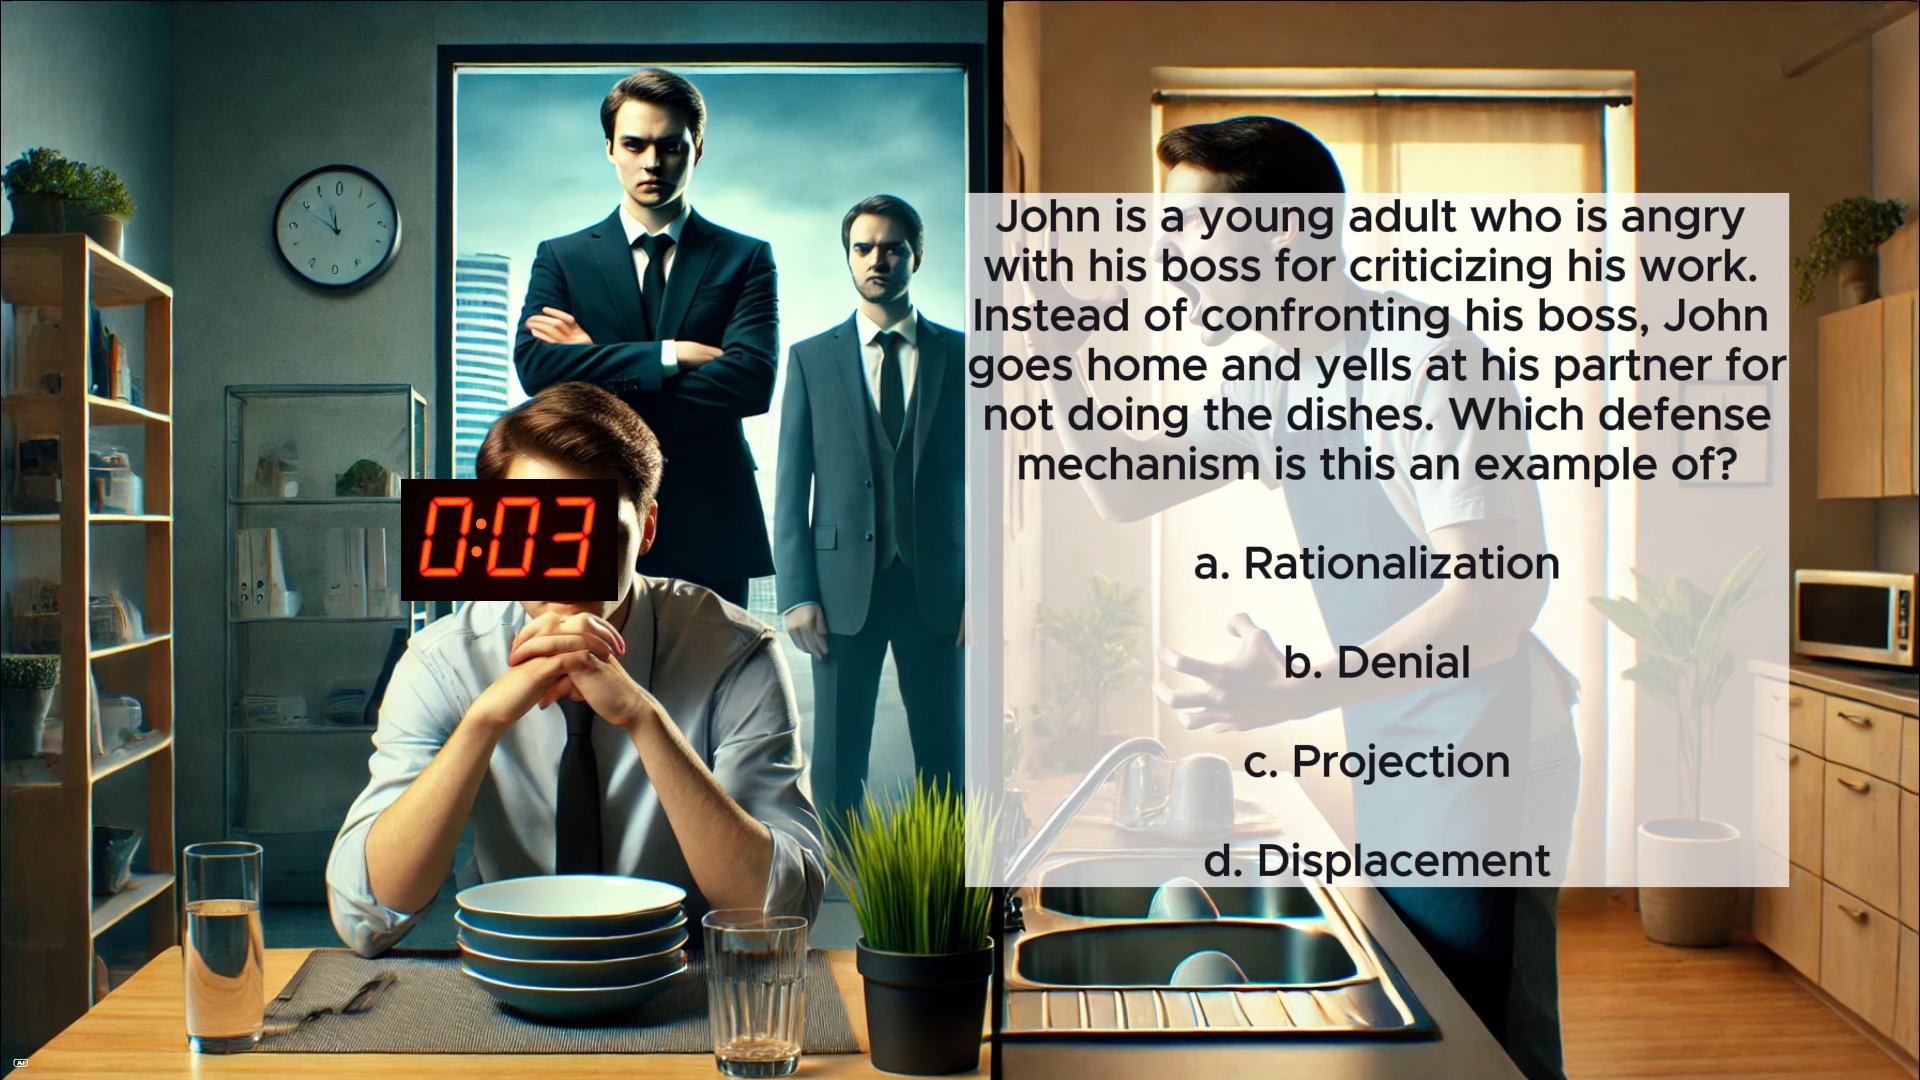 John is a young adult who is angry
with his boss for criticizing his work.
Instead of confronting his boss, John
goes home and yells at his partner for
not doing the dishes. Which defense
mechanism is this an example of?
a. Rationalization
b. Denial
c. Projection
d. Displacement
0:03